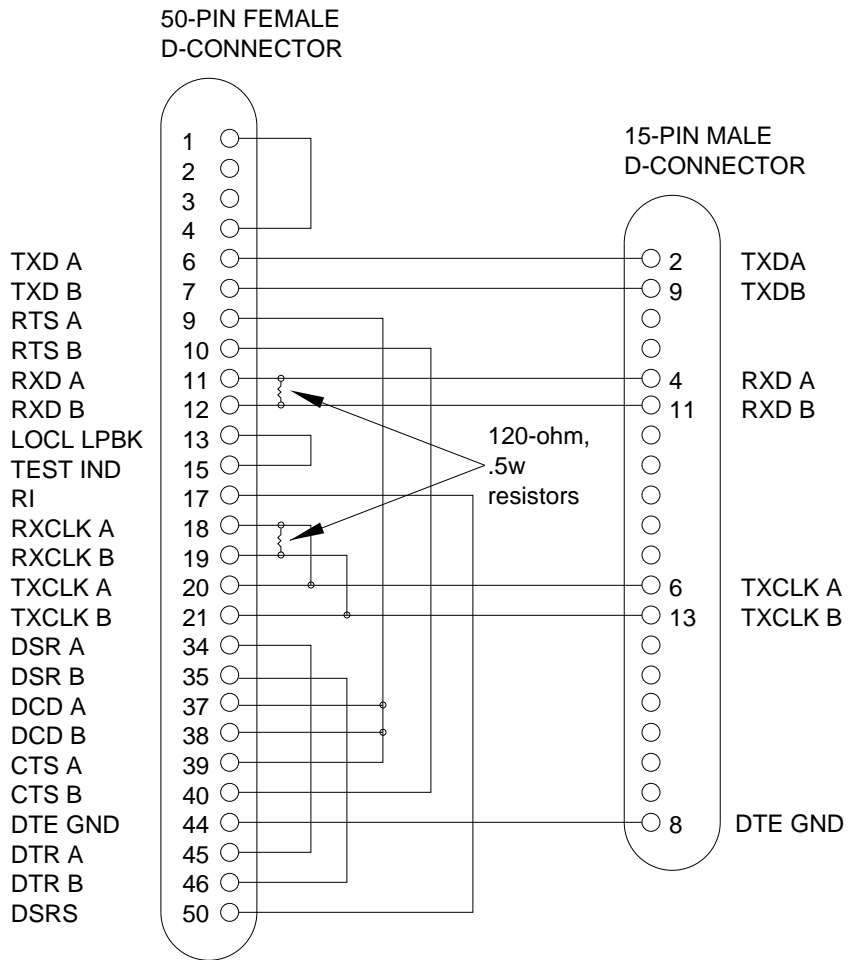 50-PIN FEMALE
D-CONNECTOR
15-PIN MALE
D-CONNECTOR
1
2
3
4
TXD A 6 2 TXDA
TXD B 7 9 TXDB
RTS A 9
RTS B 10
RXD A 11 4 RXD A
RXD B 12 11 RXD B
LOCL LPBK 13
TEST IND 15
RI 17
120-ohm,
.5w
resistors
RXCLK A 18
RXCLK B 19
TXCLK A 20 6 TXCLK A
TXCLK B 21 13 TXCLK B
DSR A 34
DSR B 35
DCD A 37
DCD B 38
CTS A 39
CTS B 40
DTE GND 44 8 DTE GND
DTR A 45
DTR B 46
DSRS 50